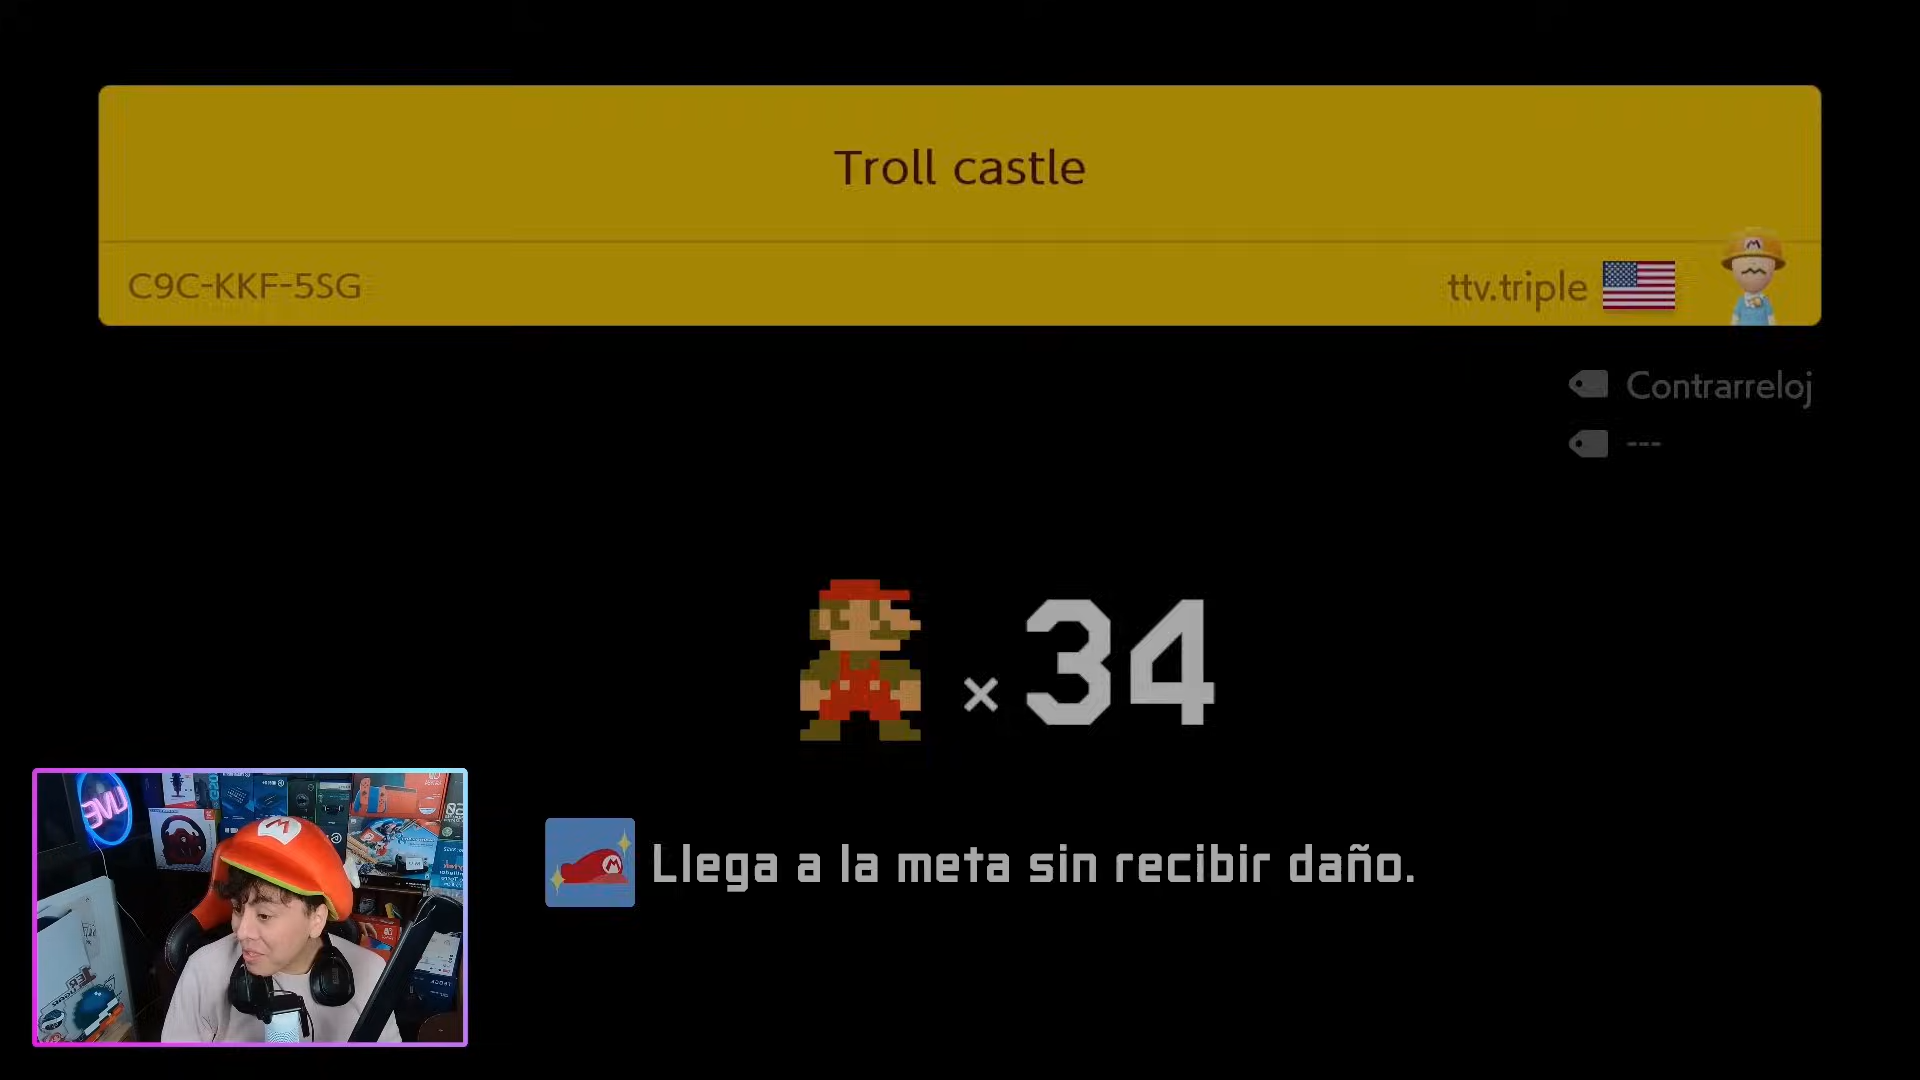 Troll castle
C9C-KKF-5SG
ttv.triple
Contrarreloj
---
× 34
Llega a la meta sin recibir daño.